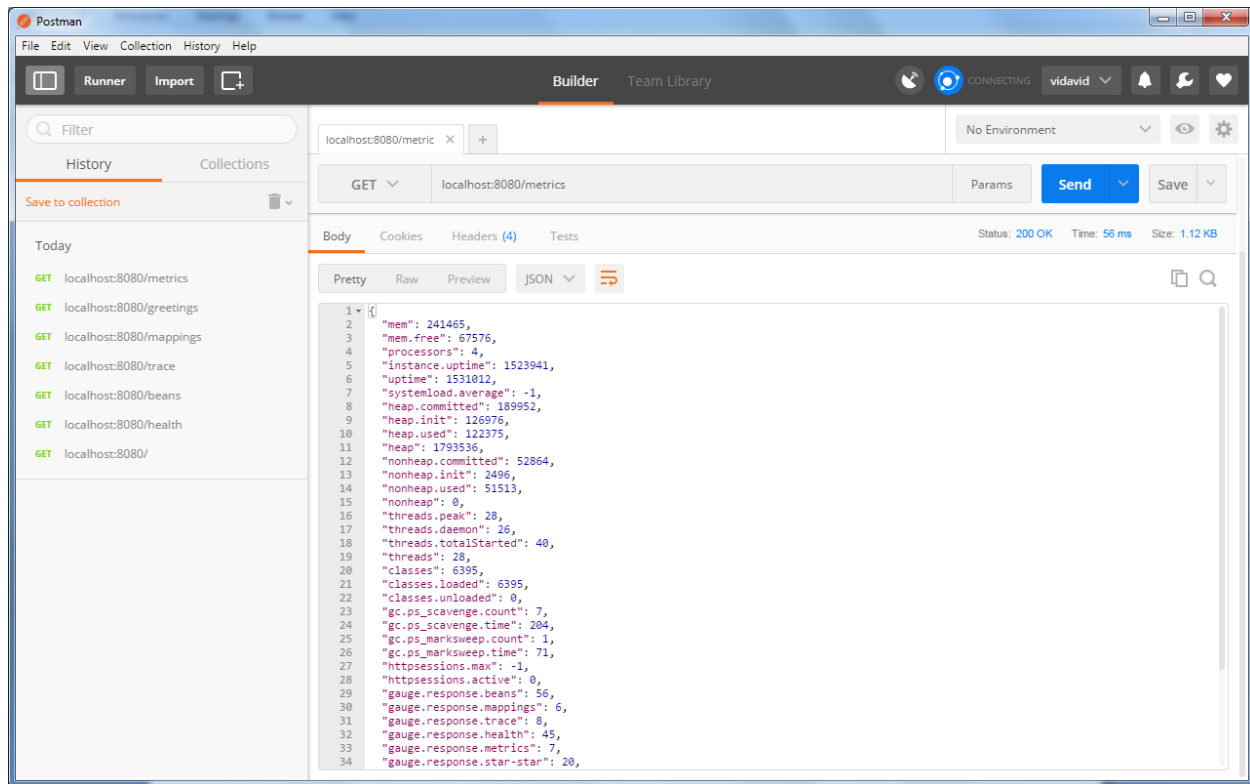 Postman
File Edit View Collection History Help
Runner Import Builder Team Library CONNECTING vidavid
Filter
History Collections
Save to collection
Today
GET localhost:8080/metrics
GET localhost:8080/greetings
GET localhost:8080/mappings
GET localhost:8080/trace
GET localhost:8080/beans
GET localhost:8080/health
GET localhost:8080/
localhost:8080/metric × +
No Environment
GET localhost:8080/metrics Params Send Save
Body Cookies Headers (4) Tests Status: 200 OK Time: 56 ms Size: 1.12 KB
Pretty Raw Preview JSON
1 {
2 "mem": 241465,
3 "mem.free": 67576,
4 "processors": 4,
5 "instance.uptime": 1523941,
6 "uptime": 1531012,
7 "systemload.average": -1,
8 "heap.committed": 189952,
9 "heap.init": 126976,
10 "heap.used": 122375,
11 "heap": 1793536,
12 "nonheap.committed": 52864,
13 "nonheap.init": 2496,
14 "nonheap.used": 51513,
15 "nonheap": 0,
16 "threads.peak": 28,
17 "threads.daemon": 26,
18 "threads.totalStarted": 40,
19 "threads": 28,
20 "classes": 6395,
21 "classes.loaded": 6395,
22 "classes.unloaded": 0,
23 "gc.ps_scavenge.count": 7,
24 "gc.ps_scavenge.time": 204,
25 "gc.ps_marksweep.count": 1,
26 "gc.ps_marksweep.time": 71,
27 "httpsessions.max": -1,
28 "httpsessions.active": 0,
29 "gauge.response.beans": 56,
30 "gauge.response.mappings": 6,
31 "gauge.response.trace": 8,
32 "gauge.response.health": 45,
33 "gauge.response.metrics": 7,
34 "gauge.response.star-star": 20,